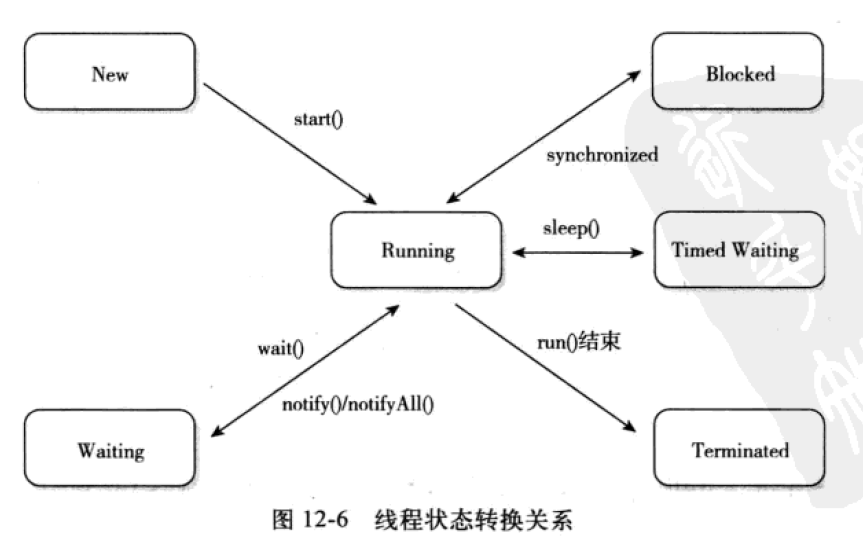 New
Blocked
start()
synchronized
Running
sleep()
Timed Waiting
wait()
run()结束
notify()/notifyAll()
Waiting
Terminated
图 12-6 线程状态转换关系